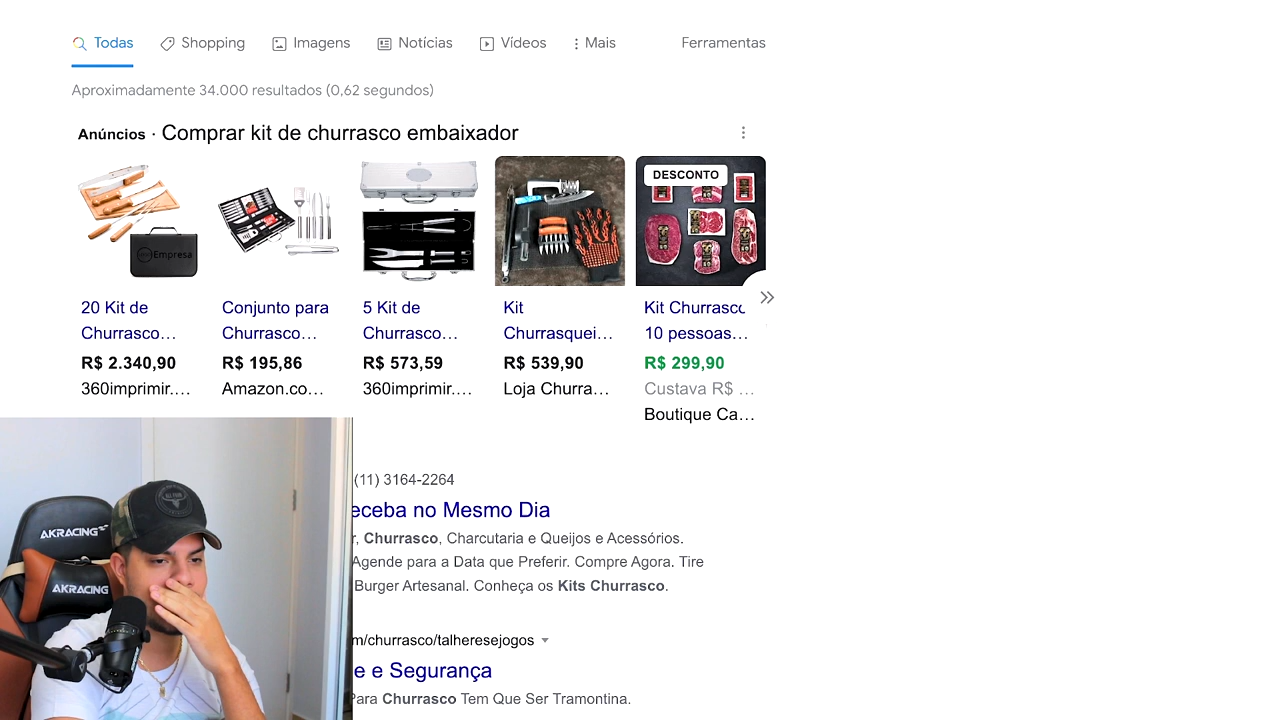 Todas Shopping Imagens Notícias Vídeos Mais Ferramentas
Aproximadamente 34.000 resultados (0,62 segundos)
Anúncios · Comprar kit de churrasco embaixador
DESCONTO
Empresa
20 Kit de Churrasco…
R$ 2.340,90
360imprimir.…
Conjunto para Churrasco…
R$ 195,86
Amazon.co…
5 Kit de Churrasco…
R$ 573,59
360imprimir.…
Kit Churrasquei…
R$ 539,90
Loja Churra…
Kit Churrasco 10 pessoas…
R$ 299,90
Custava R$ …
Boutique Ca…
(11) 3164-2264
eceba no Mesmo Dia
r, Churrasco, Charcutaria e Queijos e Acessórios.
Agende para a Data que Preferir. Compre Agora. Tire
Burger Artesanal. Conheça os Kits Churrasco.
m/churrasco/talheresejogos
e e Segurança
Para Churrasco Tem Que Ser Tramontina.
AKRACING
AKRACING